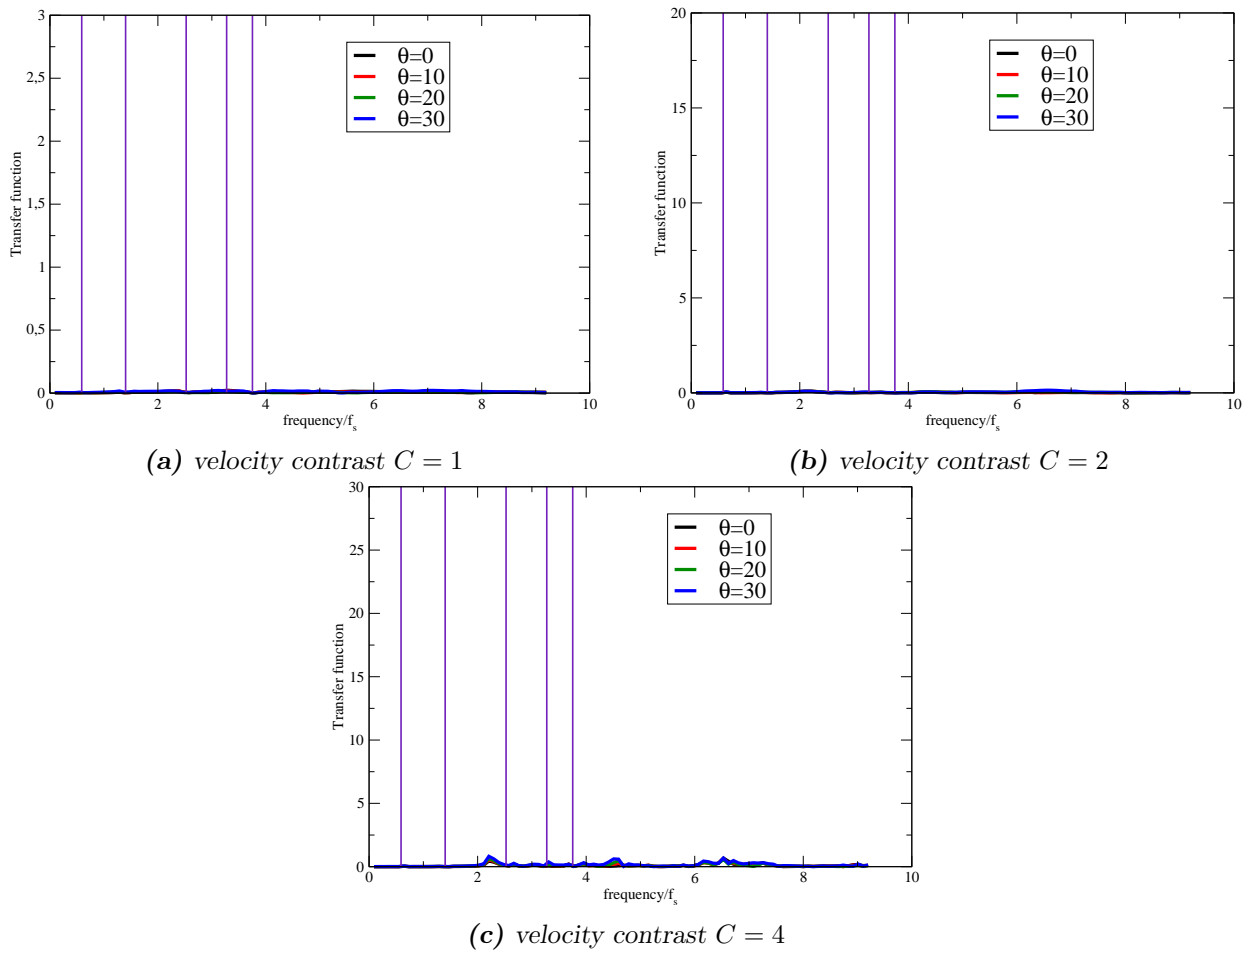 3
2,5
2
1,5
1
0,5
0
Transfer function
θ=0
θ=10
θ=20
θ=30
0 2 4 6 8 10
frequency/f_s
(a) velocity contrast C = 1
20
15
10
5
0
Transfer function
θ=0
θ=10
θ=20
θ=30
0 2 4 6 8 10
frequency/f_s
(b) velocity contrast C = 2
30
25
20
15
10
5
0
Transfer function
θ=0
θ=10
θ=20
θ=30
0 2 4 6 8 10
frequency/f_s
(c) velocity contrast C = 4